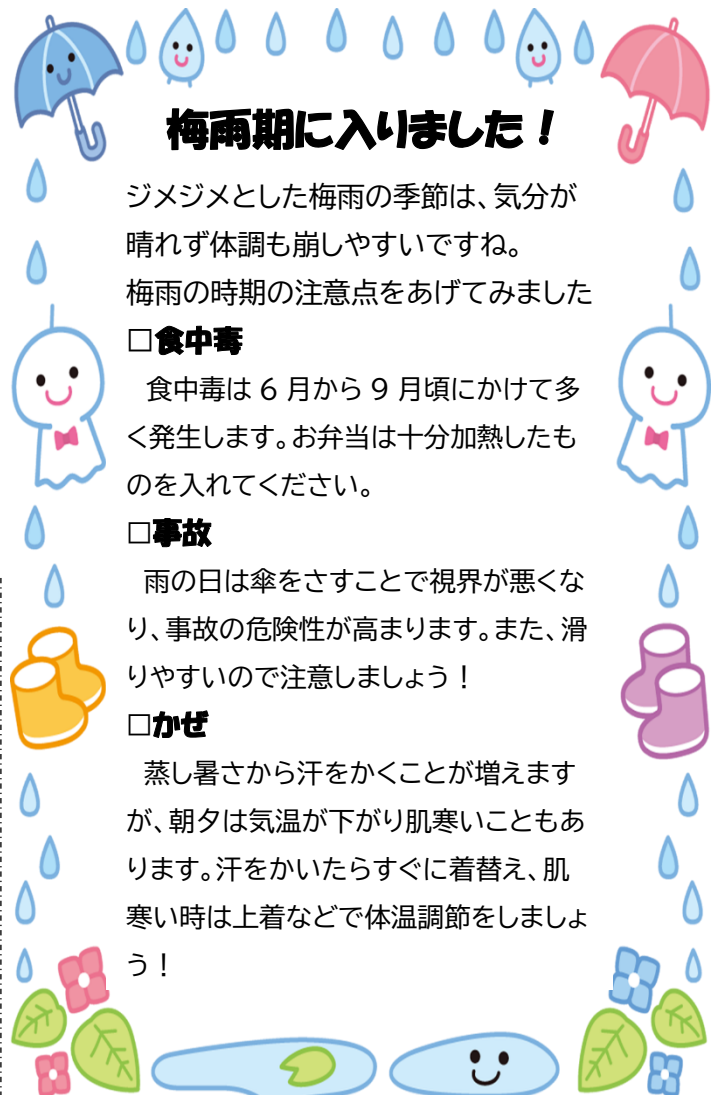 梅雨期に入りました！
ジメジメとした梅雨の季節は、気分が
晴れず体調も崩しやすいですね。
梅雨の時期の注意点をあげてみました
□食中毒
食中毒は 6 月から 9 月頃にかけて多
く発生します。お弁当は十分加熱したも
のを入れてください。
□事故
雨の日は傘をさすことで視界が悪くな
り、事故の危険性が高まります。また、滑
りやすいので注意しましょう！
□かぜ
蒸し暑さから汗をかくことが増えます
が、朝夕は気温が下がり肌寒いこともあ
ります。汗をかいたらすぐに着替え、肌
寒い時は上着などで体温調節をしましょ
う！